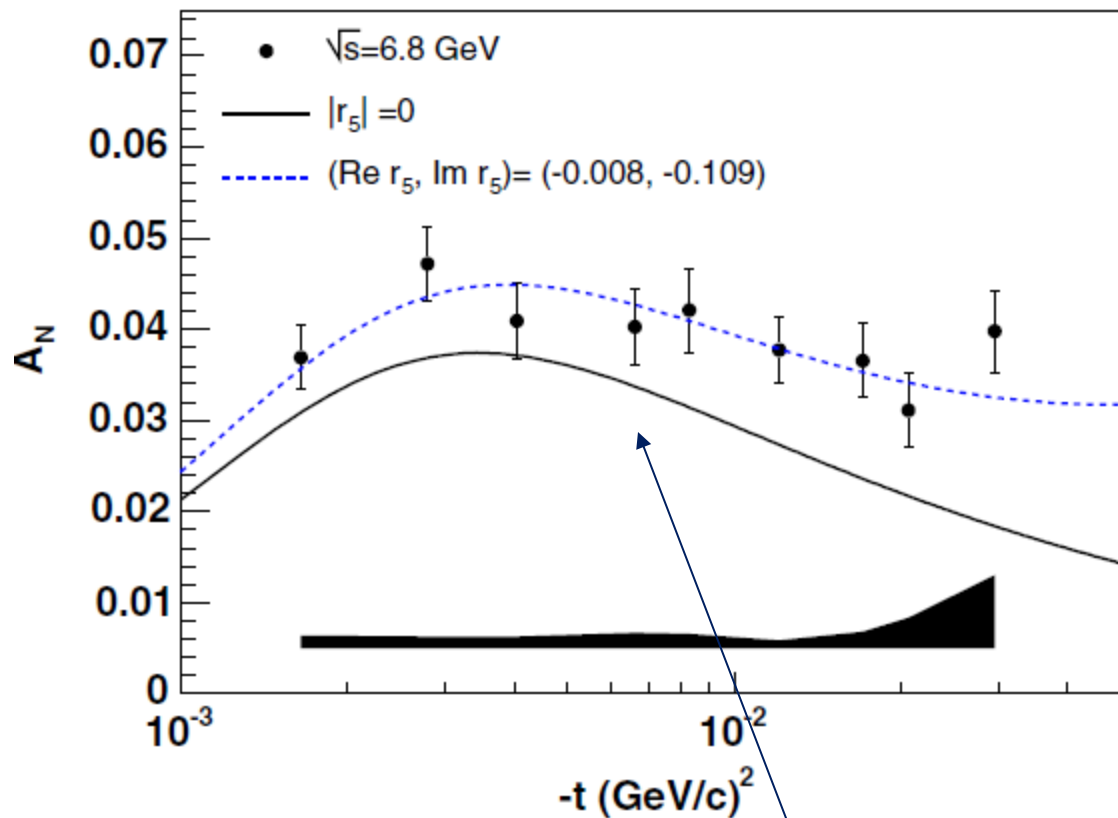 √s=6.8 GeV
|r₅| =0
(Re r₅, Im r₅)= (-0.008, -0.109)
0.07
0.06
0.05
0.04
0.03
0.02
0.01
0
A_N
10⁻³
10⁻²
-t (GeV/c)²